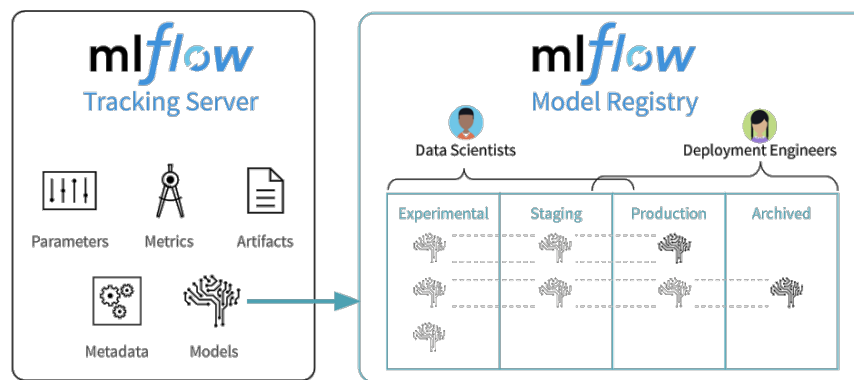 mlflow
Tracking Server
Parameters
Metrics
Artifacts
Metadata
Models
mlflow
Model Registry
Data Scientists
Deployment Engineers
Experimental
Staging
Production
Archived